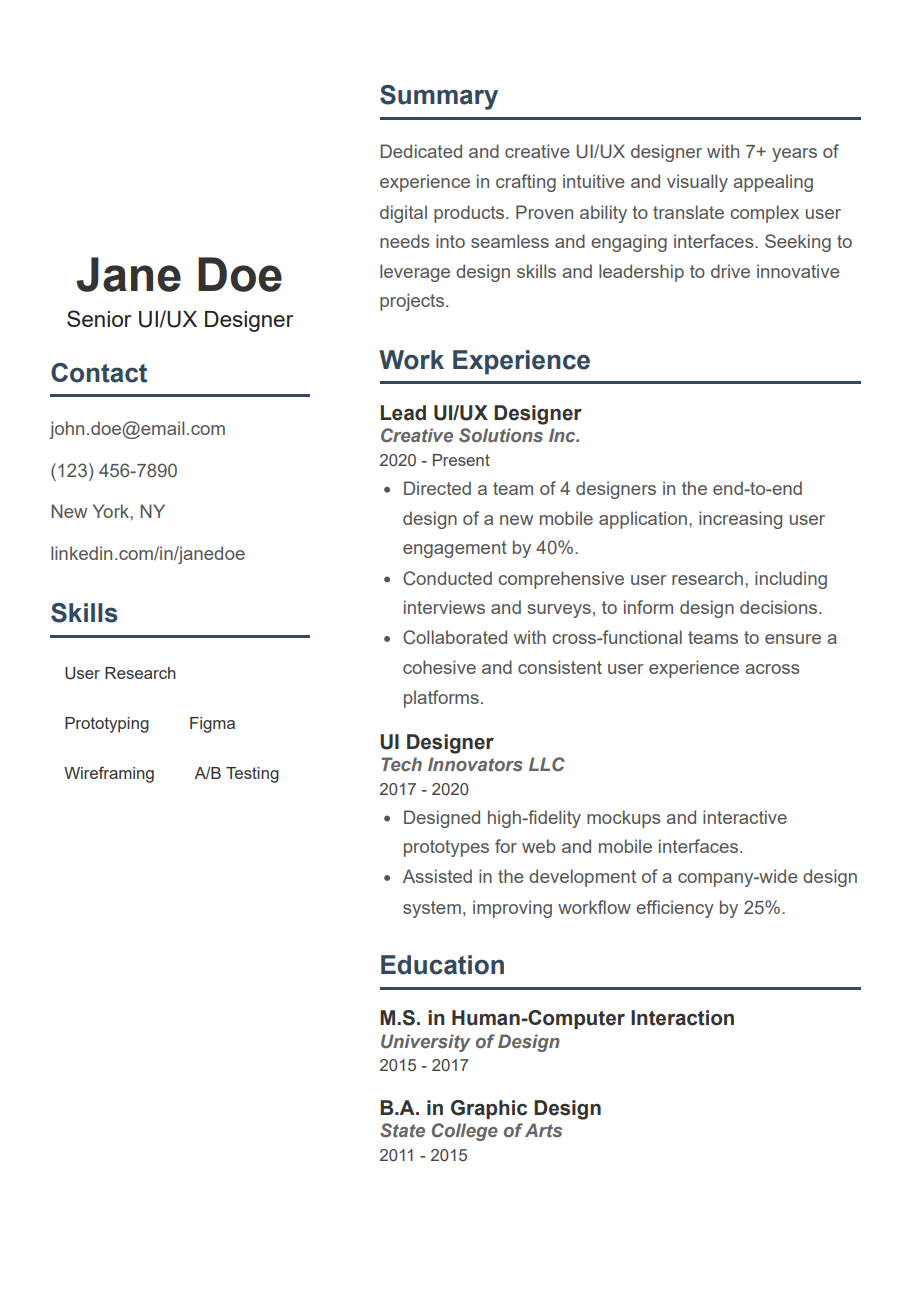 Jane Doe
Senior UI/UX Designer
Contact
john.doe@email.com
(123) 456-7890
New York, NY
linkedin.com/in/janedoe
Skills
User Research
Prototyping Figma
Wireframing A/B Testing
Summary
Dedicated and creative UI/UX designer with 7+ years of
experience in crafting intuitive and visually appealing
digital products. Proven ability to translate complex user
needs into seamless and engaging interfaces. Seeking to
leverage design skills and leadership to drive innovative
projects.
Work Experience
Lead UI/UX Designer
Creative Solutions Inc.
2020 - Present
• Directed a team of 4 designers in the end-to-end
design of a new mobile application, increasing user
engagement by 40%.
• Conducted comprehensive user research, including
interviews and surveys, to inform design decisions.
• Collaborated with cross-functional teams to ensure a
cohesive and consistent user experience across
platforms.
UI Designer
Tech Innovators LLC
2017 - 2020
• Designed high-fidelity mockups and interactive
prototypes for web and mobile interfaces.
• Assisted in the development of a company-wide design
system, improving workflow efficiency by 25%.
Education
M.S. in Human-Computer Interaction
University of Design
2015 - 2017
B.A. in Graphic Design
State College of Arts
2011 - 2015